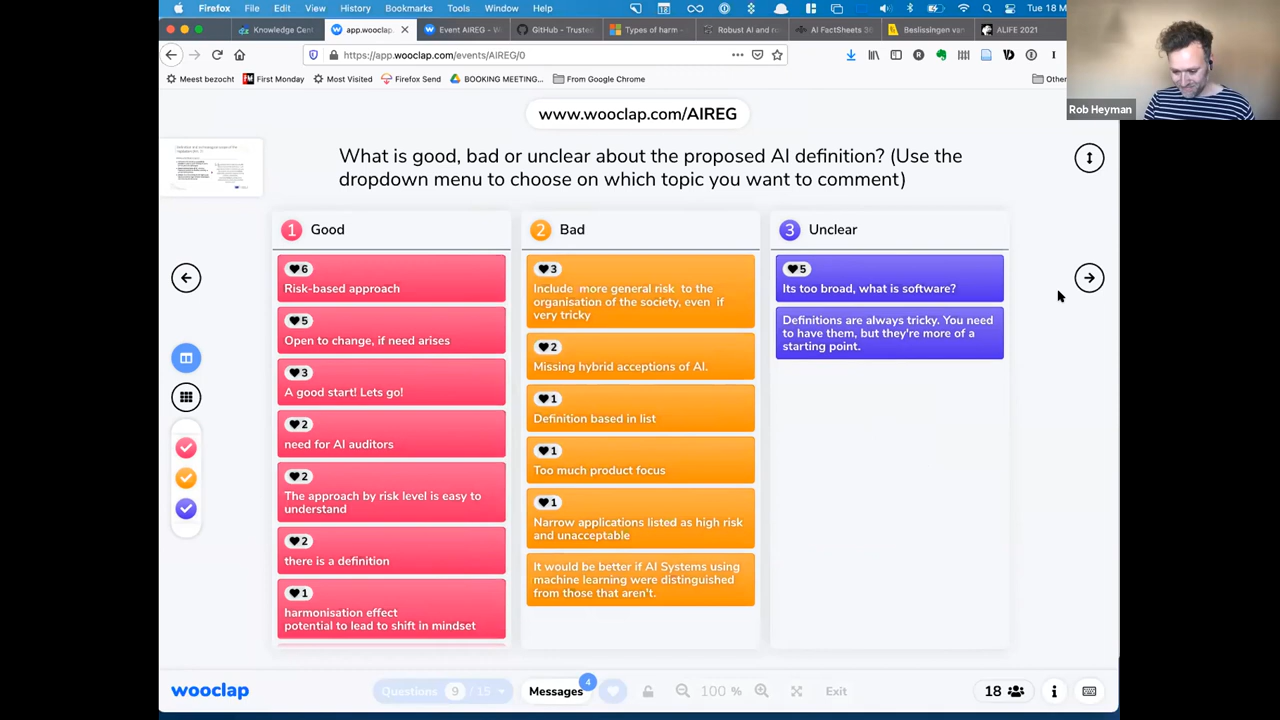 Firefox File Edit View History Bookmarks Tools Window Help
Tue 18 M
Knowledge Cent
app.wooclap.
Event AIREG - W
GitHub - Truste
Types of harm -
Robust AI and ro
AI FactSheets 36
Beslissingen van
ALIFE 2021
https://app.wooclap.com/events/AIREG/0
Meest bezocht
First Monday
Most Visited
Firefox Send
BOOKING MEETING...
From Google Chrome
Other
Rob Heyman
www.wooclap.com/AIREG
What is good, bad or unclear about the proposed AI definition? (Use the
dropdown menu to choose on which topic you want to comment)
1 Good
6
Risk-based approach
5
Open to change, if need arises
3
A good start! Lets go!
2
need for AI auditors
2
The approach by risk level is easy to
understand
2
there is a definition
1
harmonisation effect
potential to lead to shift in mindset
2 Bad
3
Include more general risk to the
organisation of the society, even if
very tricky
2
Missing hybrid acceptions of AI.
1
Definition based in list
1
Too much product focus
1
Narrow applications listed as high risk
and unacceptable
It would be better if AI Systems using
machine learning were distinguished
from those that aren't.
3 Unclear
5
Its too broad, what is software?
Definitions are always tricky. You need
to have them, but they're more of a
starting point.
wooclap
Questions 9 / 15
Messages 4
100 %
Exit
18